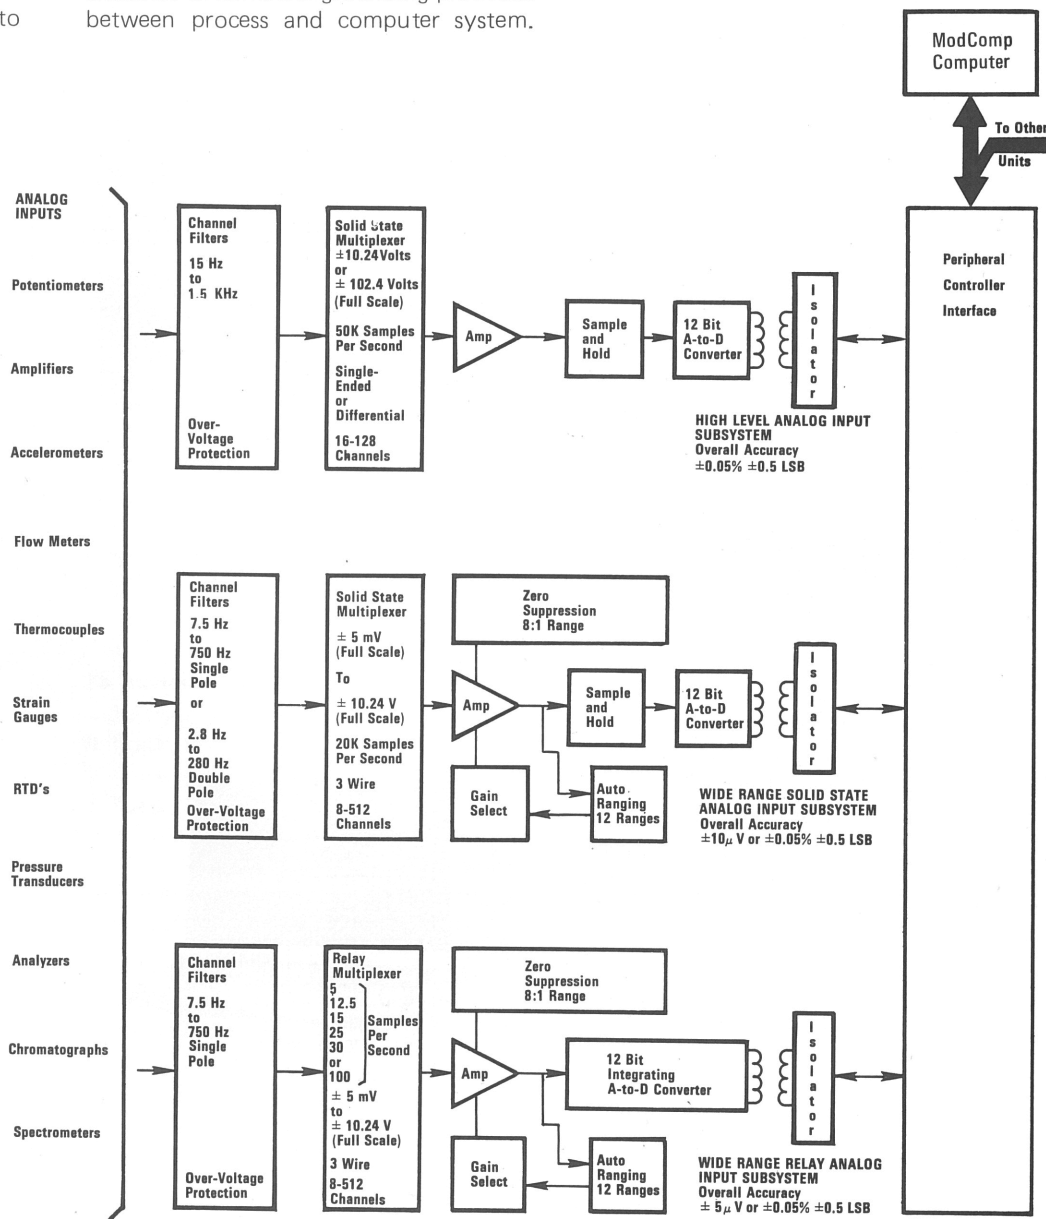 to
between process and computer system.
ModComp
Computer
To Other
Units
ANALOG
INPUTS
Potentiometers
Amplifiers
Accelerometers
Flow Meters
Thermocouples
Strain
Gauges
RTD's
Pressure
Transducers
Analyzers
Chromatographs
Spectrometers
Channel
Filters
15 Hz
to
1.5 KHz
Over-
Voltage
Protection
Solid State
Multiplexer
±10.24Volts
or
± 102.4 Volts
(Full Scale)
50K Samples
Per Second
Single-
Ended
or
Differential
16-128
Channels
Amp
Sample
and
Hold
12 Bit
A-to-D
Converter
Isolator
HIGH LEVEL ANALOG INPUT
SUBSYSTEM
Overall Accuracy
±0.05% ±0.5 LSB
Peripheral
Controller
Interface
Channel
Filters
7.5 Hz
to
750 Hz
Single
Pole
or
2.8 Hz
to
280 Hz
Double
Pole
Over-Voltage
Protection
Solid State
Multiplexer
± 5 mV
(Full Scale)
To
± 10.24 V
(Full Scale)
20K Samples
Per Second
3 Wire
8-512
Channels
Zero
Suppression
8:1 Range
Amp
Gain
Select
Sample
and
Hold
Auto
Ranging
12 Ranges
12 Bit
A-to-D
Converter
Isolator
WIDE RANGE SOLID STATE
ANALOG INPUT SUBSYSTEM
Overall Accuracy
±10μ V or ±0.05% ±0.5 LSB
Channel
Filters
7.5 Hz
to
750 Hz
Single
Pole
Over-Voltage
Protection
Relay
Multiplexer
5
12.5
15
25
30
or
100
Samples
Per
Second
± 5 mV
to
± 10.24 V
(Full Scale)
3 Wire
8-512
Channels
Zero
Suppression
8:1 Range
Amp
Gain
Select
12 Bit
Integrating
A-to-D Converter
Auto
Ranging
12 Ranges
Isolator
WIDE RANGE RELAY ANALOG
INPUT SUBSYSTEM
Overall Accuracy
± 5μ V or ±0.05% ±0.5 LSB